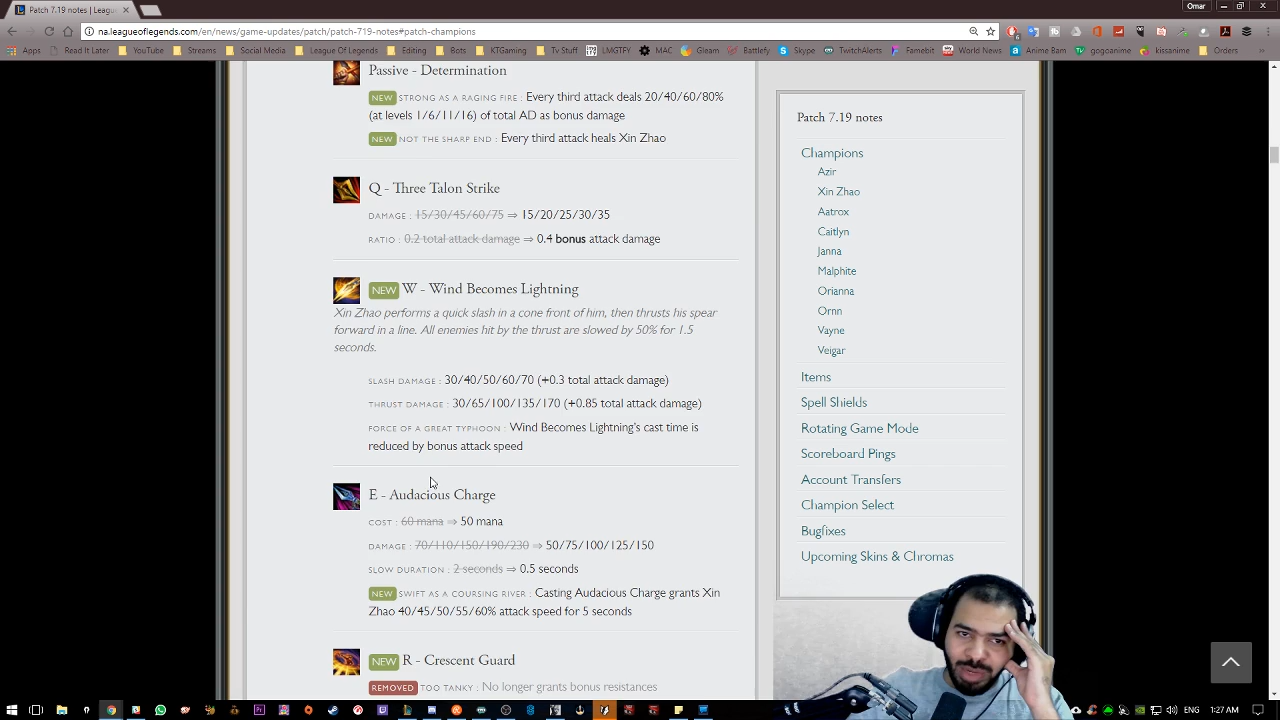 Patch 7.19 notes | Leagu
Omar
na.leagueoflegends.com/en/news/game-updates/patch/patch-719-notes#patch-champions
Apps Read It Later YouTube Streams Social Media League Of Legends Editing Bots KTGaming Tv Stuff LMGTFY MAC Gleam Battlefy Skype TwitchAlerts Famebit World News Anime Bam gogoanime kissanime Orders
Passive - Determination
NEW STRONG AS A RAGING FIRE : Every third attack deals 20/40/60/80%
(at levels 1/6/11/16) of total AD as bonus damage
NEW NOT THE SHARP END : Every third attack heals Xin Zhao
Q - Three Talon Strike
DAMAGE : 15/30/45/60/75 ⇒ 15/20/25/30/35
RATIO : 0.2 total attack damage ⇒ 0.4 bonus attack damage
NEW W - Wind Becomes Lightning
Xin Zhao performs a quick slash in a cone front of him, then thrusts his spear
forward in a line. All enemies hit by the thrust are slowed by 50% for 1.5
seconds.
SLASH DAMAGE : 30/40/50/60/70 (+0.3 total attack damage)
THRUST DAMAGE : 30/65/100/135/170 (+0.85 total attack damage)
FORCE OF A GREAT TYPHOON : Wind Becomes Lightning's cast time is
reduced by bonus attack speed
E - Audacious Charge
COST : 60 mana ⇒ 50 mana
DAMAGE : 70/110/150/190/230 ⇒ 50/75/100/125/150
SLOW DURATION : 2 seconds ⇒ 0.5 seconds
NEW SWIFT AS A COURSING RIVER : Casting Audacious Charge grants Xin
Zhao 40/45/50/55/60% attack speed for 5 seconds
NEW R - Crescent Guard
REMOVED TOO TANKY : No longer grants bonus resistances
Patch 7.19 notes
Champions
Azir
Xin Zhao
Aatrox
Caitlyn
Janna
Malphite
Orianna
Ornn
Vayne
Veigar
Items
Spell Shields
Rotating Game Mode
Scoreboard Pings
Account Transfers
Champion Select
Bugfixes
Upcoming Skins & Chromas
ENG 1:27 AM